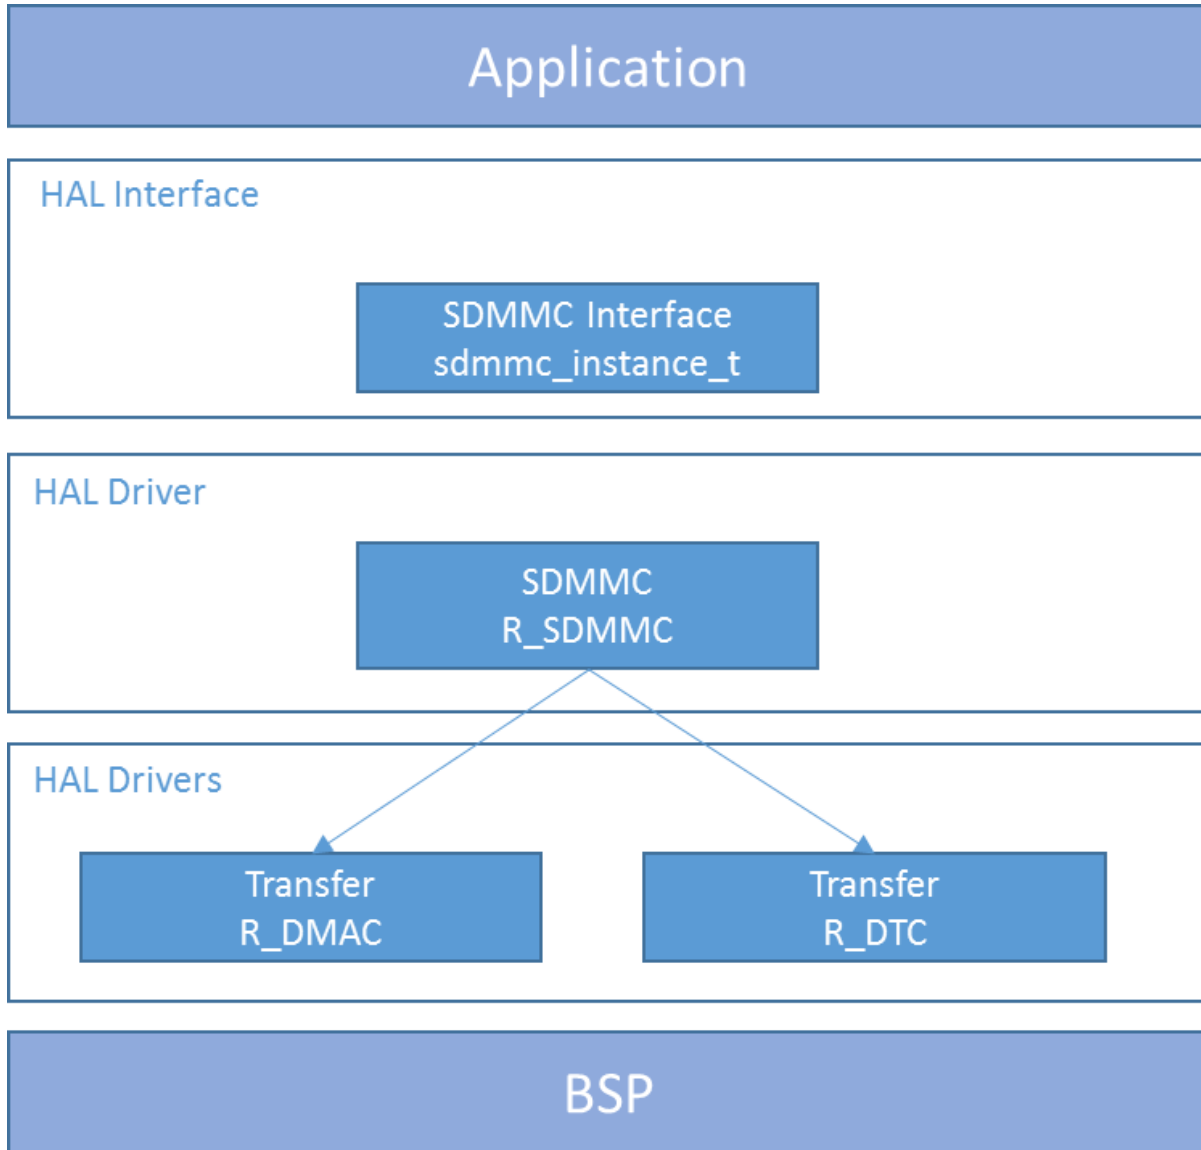 Application
HAL Interface
SDMMC Interface
sdmmc_instance_t
HAL Driver
SDMMC
R_SDMMC
HAL Drivers
Transfer
R_DMAC
Transfer
R_DTC
BSP